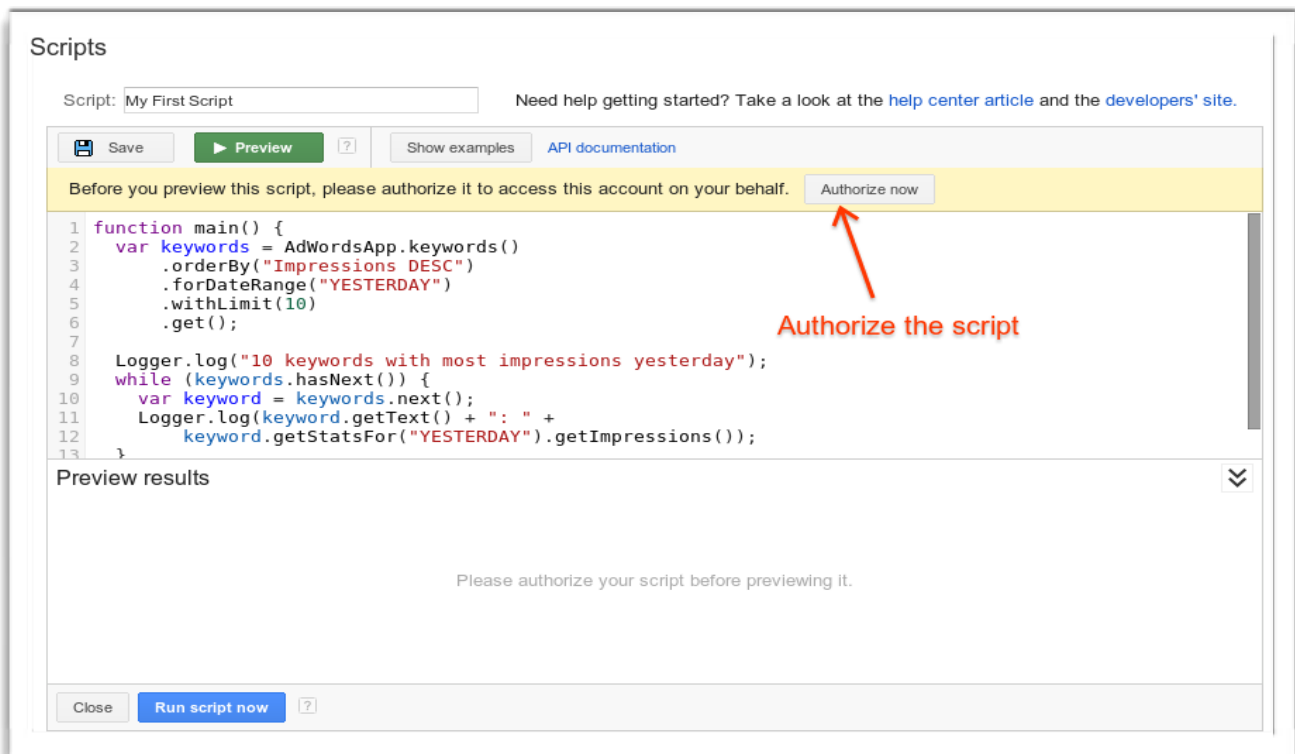 Scripts
Script: My First Script Need help getting started? Take a look at the help center article and the developers' site.
Save Preview ? Show examples API documentation
Before you preview this script, please authorize it to access this account on your behalf. Authorize now
1 function main() {
2   var keywords = AdWordsApp.keywords()
3       .orderBy("Impressions DESC")
4       .forDateRange("YESTERDAY")
5       .withLimit(10)
6       .get();
7
8   Logger.log("10 keywords with most impressions yesterday");
9   while (keywords.hasNext()) {
10     var keyword = keywords.next();
11     Logger.log(keyword.getText() + ": " +
12         keyword.getStatsFor("YESTERDAY").getImpressions());
13   }
Authorize the script
Preview results
Please authorize your script before previewing it.
Close Run script now ?